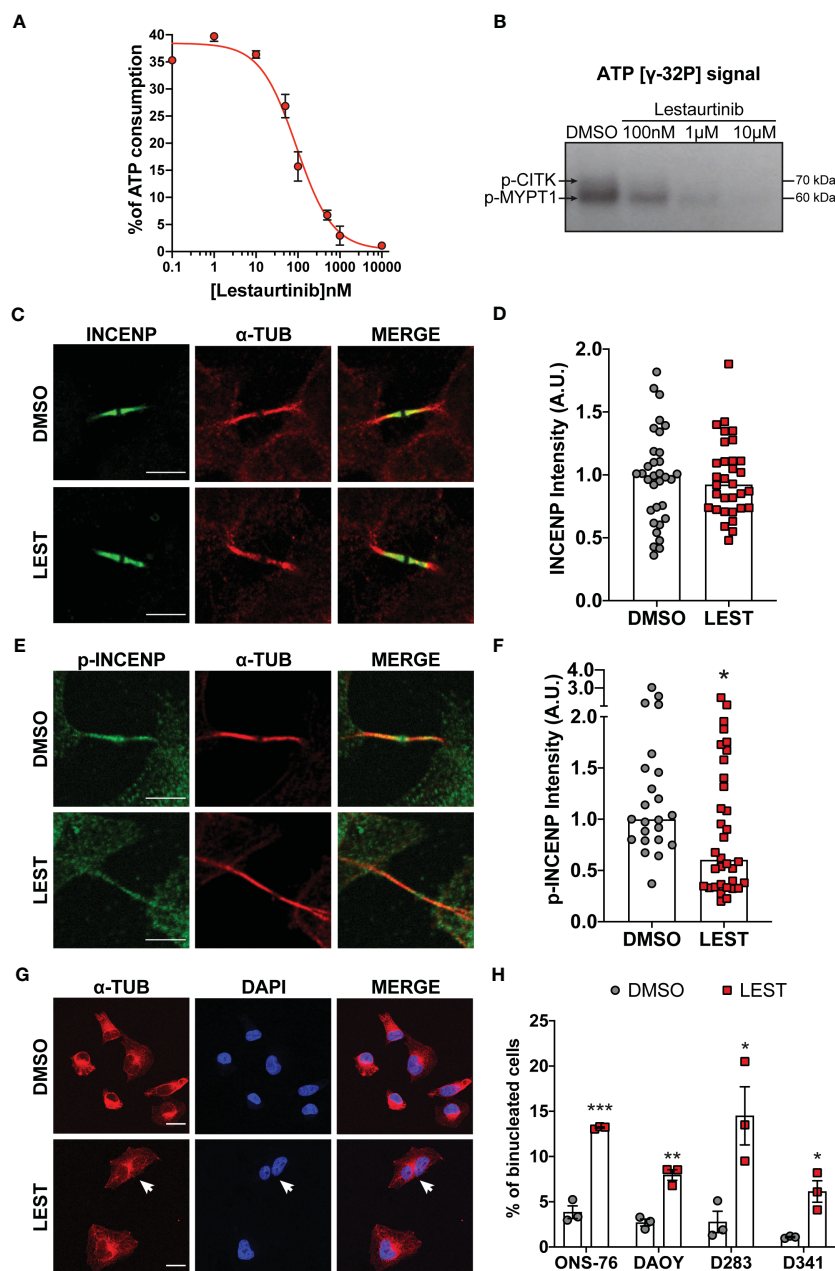 A
40
35
30
25
20
15
10
5
0
%of ATP consumption
0.1 1 10 100 1000 10000
[Lestaurtinib]nM
B
ATP [γ-32P] signal
Lestaurtinib
DMSO 100nM 1μM 10μM
p-CITK
70 kDa
p-MYPT1
60 kDa
C
INCENP α-TUB MERGE
DMSO
LEST
D
2.0
1.5
1.0
0.5
0.0
INCENP Intensity (A.U.)
DMSO LEST
E
p-INCENP α-TUB MERGE
DMSO
LEST
F
4.0
3.0
2.0
1.0
0.5
0.0
p-INCENP Intensity (A.U.)
*
DMSO LEST
G
α-TUB DAPI MERGE
DMSO
LEST
H
DMSO LEST
25
20
15
10
5
0
% of binucleated cells
*** ** * *
ONS-76 DAOY D283 D341